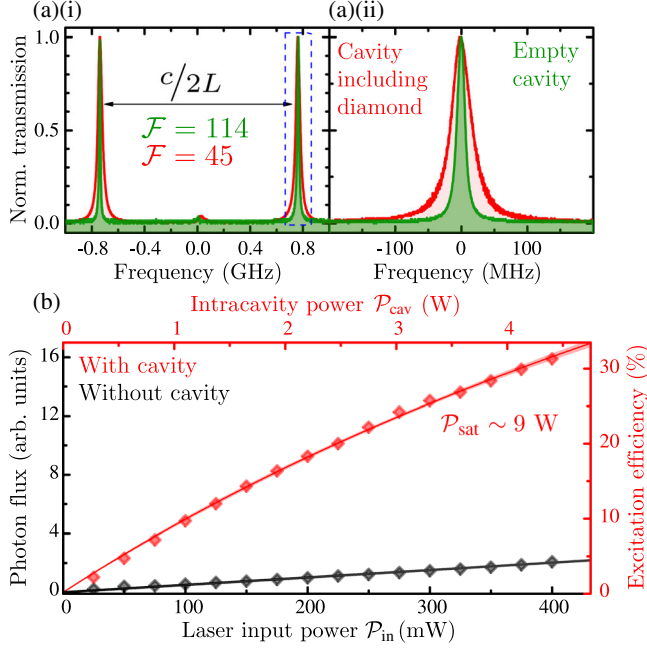 (a)(i)
(a)(ii)
Norm. transmission
1.0
0.5
0.0
c/2L
ℱ = 114
ℱ = 45
-0.8 -0.4 0.0 0.4 0.8
Frequency (GHz)
Cavity including diamond
Empty cavity
-100 0 100
Frequency (MHz)
(b)
Intracavity power 𝒫cav (W)
0 1 2 3 4
With cavity
Without cavity
𝒫sat ~ 9 W
Photon flux (arb. units)
16
12
8
4
0
Excitation efficiency (%)
30
20
10
0
0 100 200 300 400
Laser input power 𝒫in (mW)